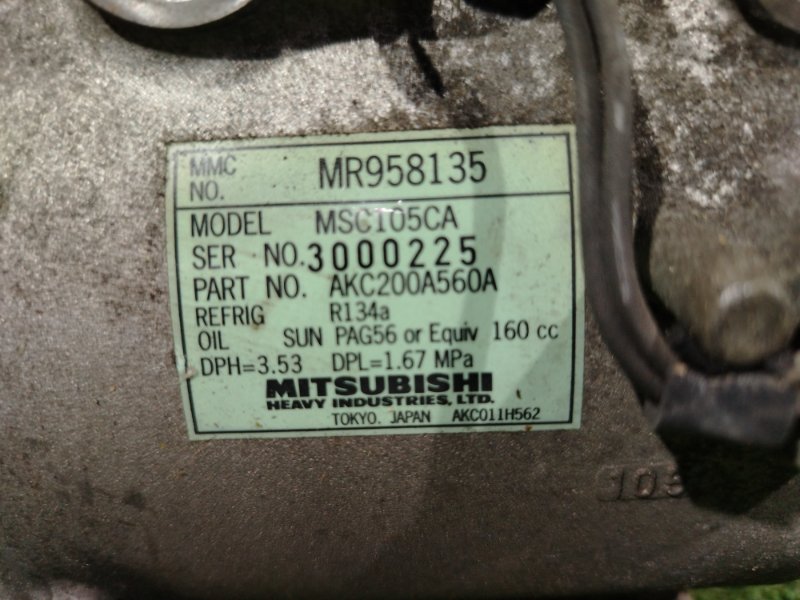 MMC NO. MR958135
MODEL MSC105CA
SER NO. 3000225
PART NO. AKC200A560A
REFRIG R134a
OIL SUN PAG56 or Equiv 160 cc
DPH=3.53 DPL=1.67 MPa
MITSUBISHI
HEAVY INDUSTRIES, LTD.
TOKYO, JAPAN AKC011H562